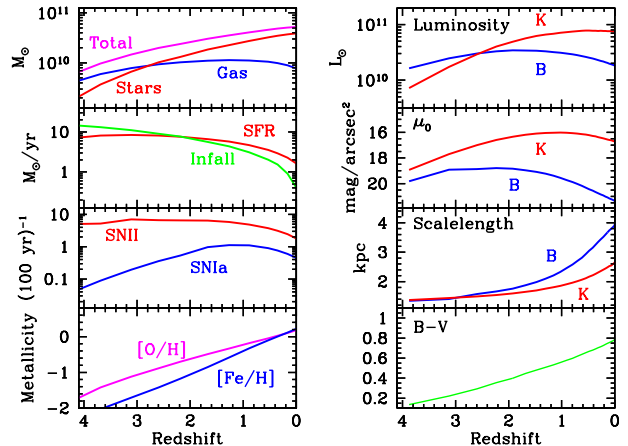 10¹¹
10¹⁰
M⊙
Total
Stars
Gas
10
1
M⊙/yr
SFR
Infall
10
1
0.1
(100 yr)⁻¹
SNII
SNIa
0
-1
-2
Metallicity
[O/H]
[Fe/H]
4 3 2 1 0
Redshift
10¹¹
10¹⁰
L⊙
Luminosity
K
B
16
18
20
mag/arcsec²
μ₀
K
B
4
3
2
kpc
Scalelength
B
K
1
0.8
0.6
0.4
0.2
B-V
4 3 2 1 0
Redshift